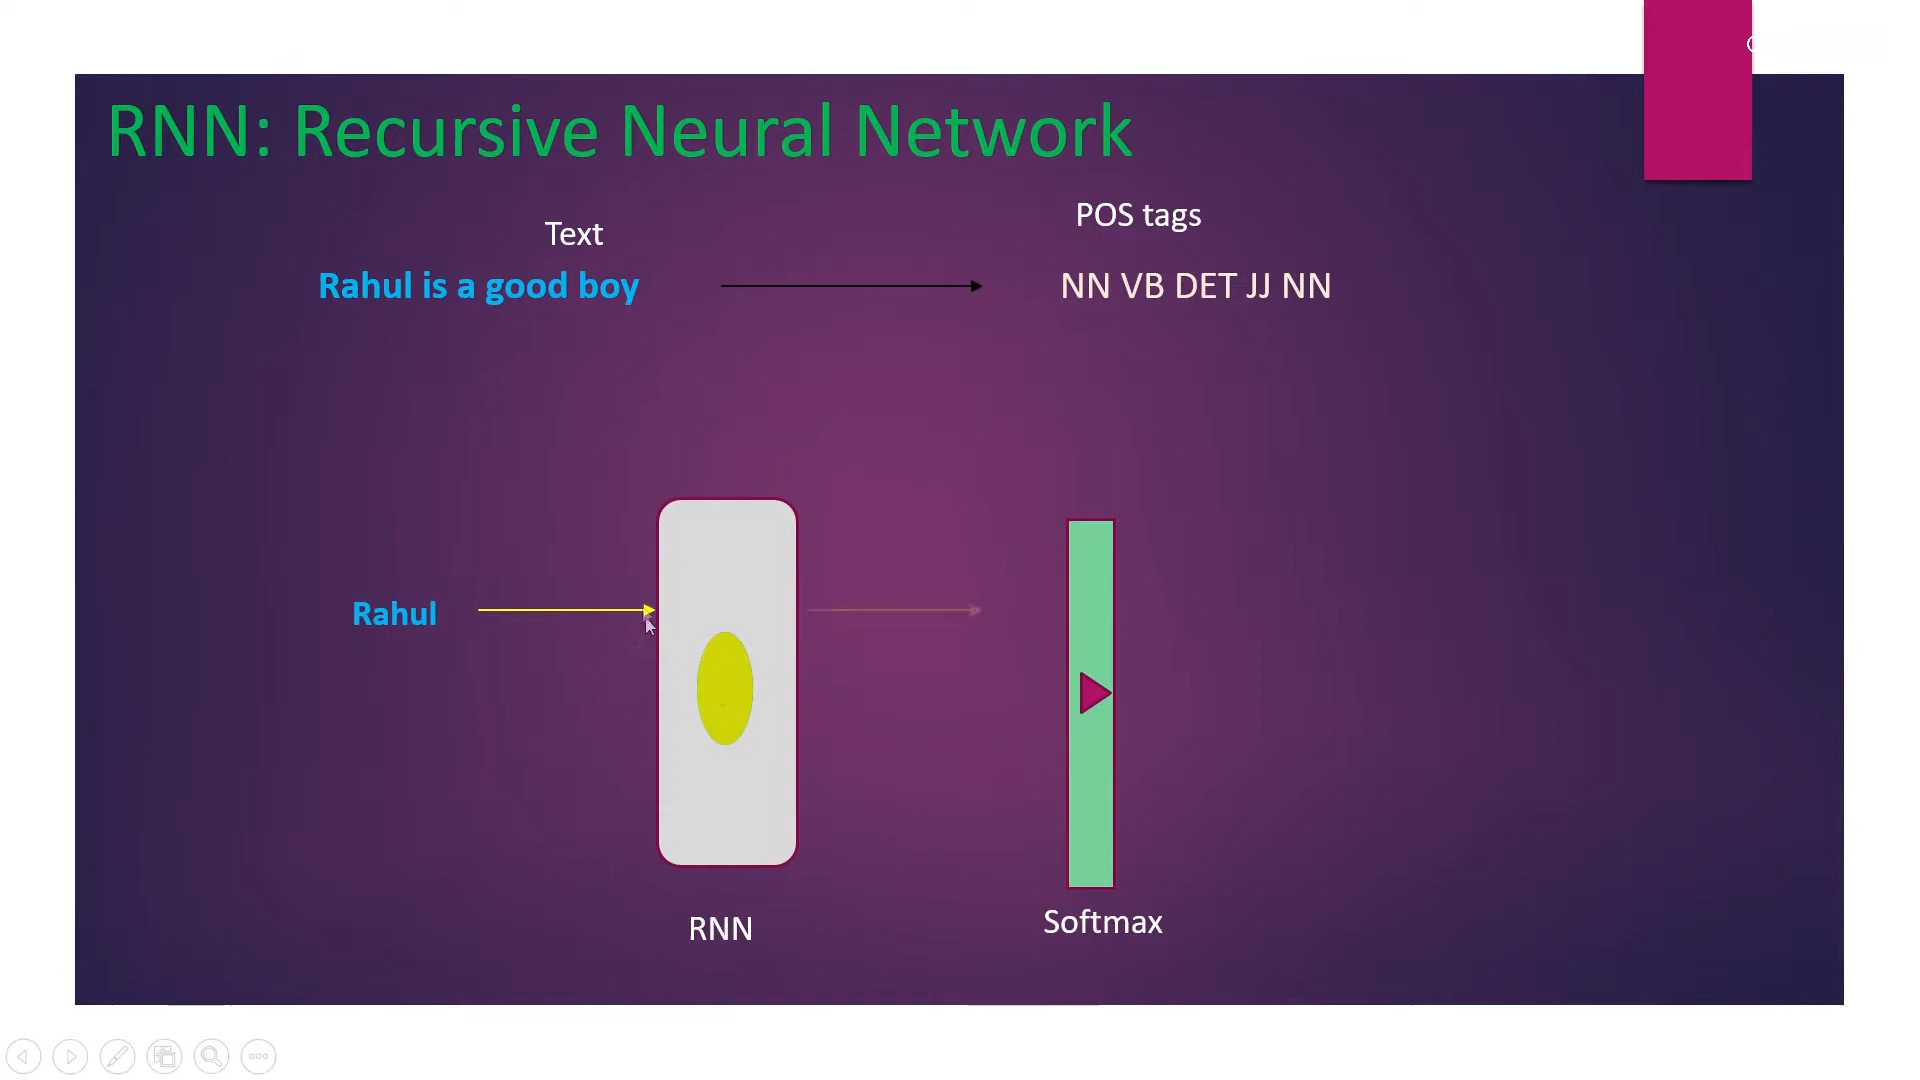 RNN: Recursive Neural Network
Text
POS tags
Rahul is a good boy
NN VB DET JJ NN
Rahul
RNN
Softmax